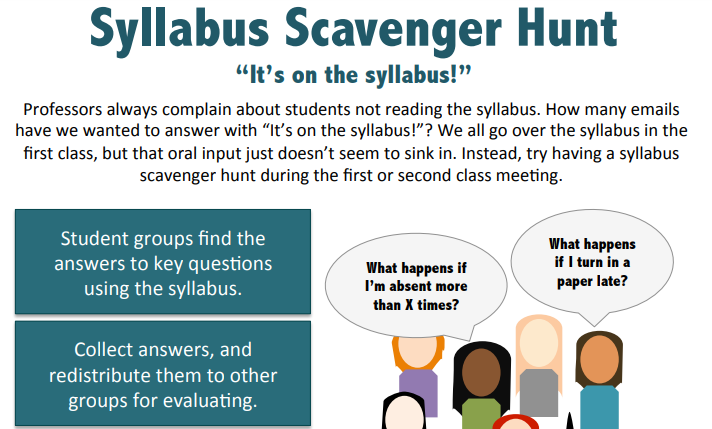 Syllabus Scavenger Hunt
“It’s on the syllabus!”
Professors always complain about students not reading the syllabus. How many emails
have we wanted to answer with “It’s on the syllabus!”? We all go over the syllabus in the
first class, but that oral input just doesn’t seem to sink in. Instead, try having a syllabus
scavenger hunt during the first or second class meeting.
Student groups find the
answers to key questions
using the syllabus.
What happens if
I’m absent more
than X times?
What happens
if I turn in a
paper late?
Collect answers, and
redistribute them to other
groups for evaluating.